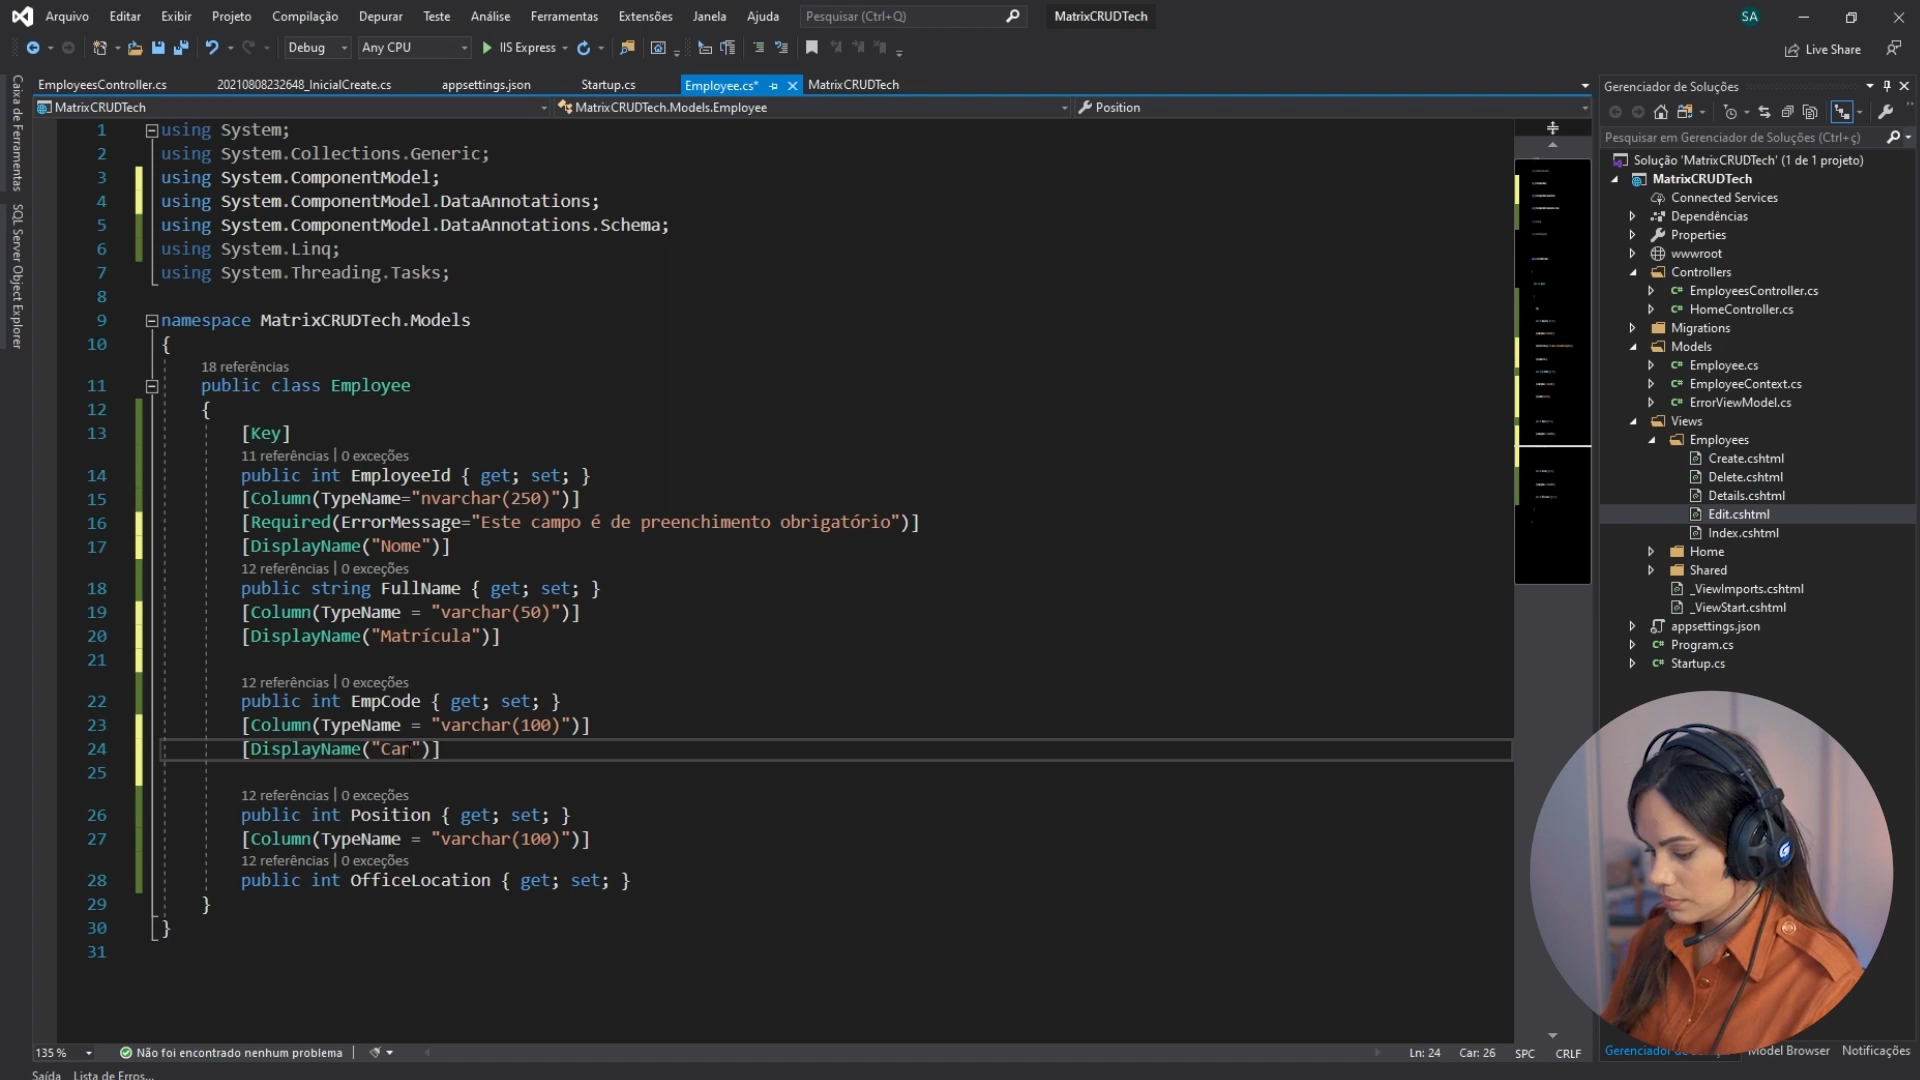 Arquivo Editar Exibir Projeto Compilação Depurar Teste Análise Ferramentas Extensões Janela Ajuda Pesquisar (Ctrl+Q) MatrixCRUDTech SA
Debug Any CPU IIS Express Live Share
EmployeesController.cs 20210808232648_InicialCreate.cs appsettings.json Startup.cs Employee.cs* MatrixCRUDTech
MatrixCRUDTech MatrixCRUDTech.Models.Employee Position
Caixa de Ferramentas
SQL Server Object Explorer
1 using System;
2 using System.Collections.Generic;
3 using System.ComponentModel;
4 using System.ComponentModel.DataAnnotations;
5 using System.ComponentModel.DataAnnotations.Schema;
6 using System.Linq;
7 using System.Threading.Tasks;
8
9 namespace MatrixCRUDTech.Models
10 {
18 referências
11 public class Employee
12 {
13 [Key]
11 referências | 0 exceções
14 public int EmployeeId { get; set; }
15 [Column(TypeName="nvarchar(250)")]
16 [Required(ErrorMessage="Este campo é de preenchimento obrigatório")]
17 [DisplayName("Nome")]
12 referências | 0 exceções
18 public string FullName { get; set; }
19 [Column(TypeName = "varchar(50)")]
20 [DisplayName("Matrícula")]
21
12 referências | 0 exceções
22 public int EmpCode { get; set; }
23 [Column(TypeName = "varchar(100)")]
24 [DisplayName("Car")]
25
12 referências | 0 exceções
26 public int Position { get; set; }
27 [Column(TypeName = "varchar(100)")]
12 referências | 0 exceções
28 public int OfficeLocation { get; set; }
29 }
30 }
31
135 % Não foi encontrado nenhum problema Ln: 24 Car: 26 SPC CRLF
Saída Lista de Erros...
Gerenciador de Soluções
Pesquisar em Gerenciador de Soluções (Ctrl+ç)
Solução 'MatrixCRUDTech' (1 de 1 projeto)
MatrixCRUDTech
Connected Services
Dependências
Properties
wwwroot
Controllers
C# EmployeesController.cs
C# HomeController.cs
Migrations
Models
C# Employee.cs
C# EmployeeContext.cs
C# ErrorViewModel.cs
Views
Employees
Create.cshtml
Delete.cshtml
Details.cshtml
Edit.cshtml
Index.cshtml
Home
Shared
_ViewImports.cshtml
_ViewStart.cshtml
appsettings.json
C# Program.cs
C# Startup.cs
Gerenciador Model Browser Notificações